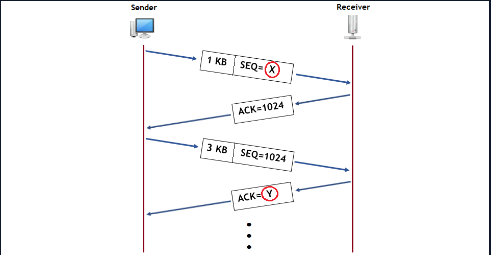 Sender Receiver
1 KB SEQ= X
ACK=1024
3 KB SEQ=1024
ACK= Y